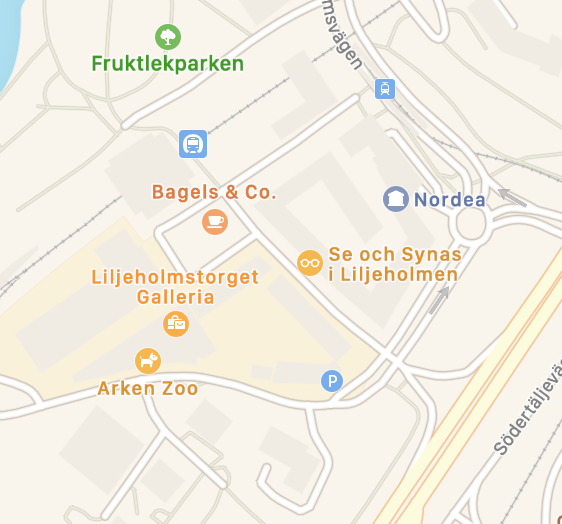 msvägen
Fruktlekparken
Bagels & Co.
Nordea
Se och Synas
i Liljeholmen
Liljeholmstorget
Galleria
P
Arken Zoo
Södertäljevä